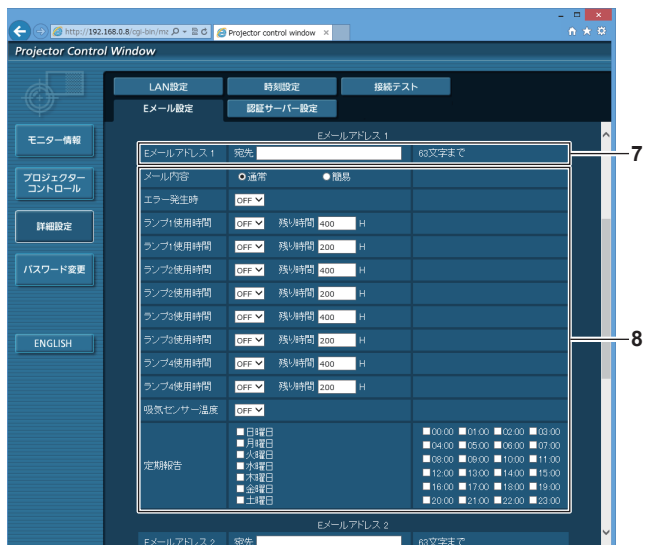 http://192.168.0.8/cgi-bin/mc
Projector control window
Projector Control Window
LAN設定 時刻設定 接続テスト
Eメール設定 認証サーバー設定
モニター情報
プロジェクター
コントロール
詳細設定
パスワード変更
ENGLISH
Eメールアドレス 1
Eメールアドレス 1 宛先 63文字まで
7
メール内容 通常 簡易
エラー発生時 OFF
ランプ1使用時間 OFF 残り時間 400 H
ランプ1使用時間 OFF 残り時間 200 H
ランプ2使用時間 OFF 残り時間 400 H
ランプ2使用時間 OFF 残り時間 200 H
ランプ3使用時間 OFF 残り時間 400 H
ランプ3使用時間 OFF 残り時間 200 H
8
ランプ4使用時間 OFF 残り時間 400 H
ランプ4使用時間 OFF 残り時間 200 H
吸気センサー温度 OFF
定期報告
日曜日
月曜日
火曜日
水曜日
木曜日
金曜日
土曜日
00:00 01:00 02:00 03:00
04:00 05:00 06:00 07:00
08:00 09:00 10:00 11:00
12:00 13:00 14:00 15:00
16:00 17:00 18:00 19:00
20:00 21:00 22:00 23:00
Eメールアドレス 2
Eメールアドレス 2 宛先 63文字まで